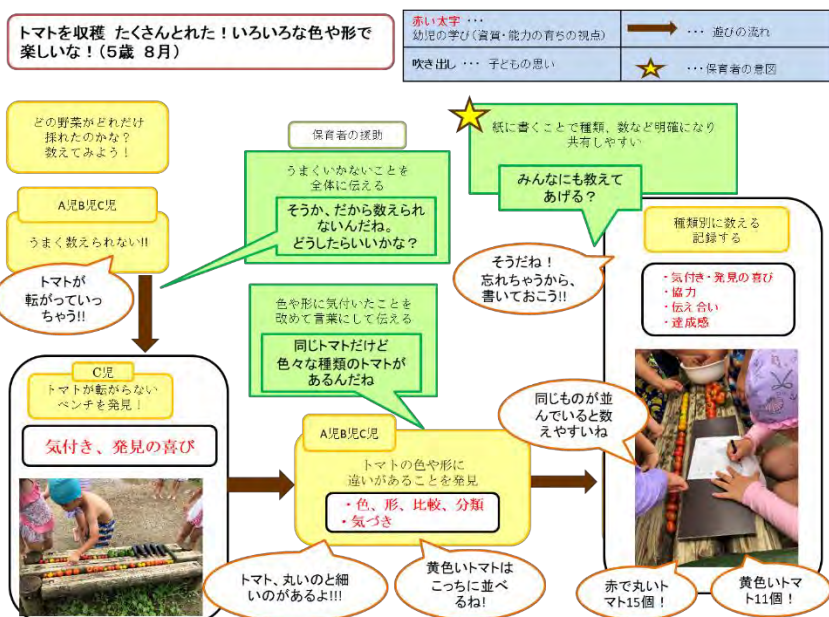 トマトを収穫 たくさんとれた！いろいろな色や形で
楽しいな！（5歳 8月）
赤い太字 ･･･
幼児の学び（資質・能力の育ちの視点）
･･･ 遊びの流れ
吹き出し ･･･ 子どもの思い
･･･保育者の意図
どの野菜がどれだけ
採れたのかな？
数えてみよう！
A児B児C児
うまく数えられない!!
トマトが
転がっていっ
ちゃう!!
保育者の援助
うまくいかないことを
全体に伝える
そうか、だから数えられ
ないんだね。
どうしたらいいかな？
紙に書くことで種類、数など明確になり
共有しやすい
みんなにも教えて
あげる？
そうだね！
忘れちゃうから、
書いておこう!!
種類別に数える
記録する
・気付き・発見の喜び
・協力
・伝え合い
・達成感
色や形に気付いたことを
改めて言葉にして伝える
同じトマトだけど
色々な種類のトマトが
あるんだね
C児
トマトが転がらない
ベンチを発見！
気付き、発見の喜び
A児B児C児
トマトの色や形に
違いがあることを発見
・色、形、比較、分類
・気づき
トマト、丸いのと細
いのがあるよ!!!
黄色いトマトは
こっちに並べ
るね!
同じものが並
んでいると数
えやすいね
赤で丸いト
マト15個！
黄色いトマ
ト11個！